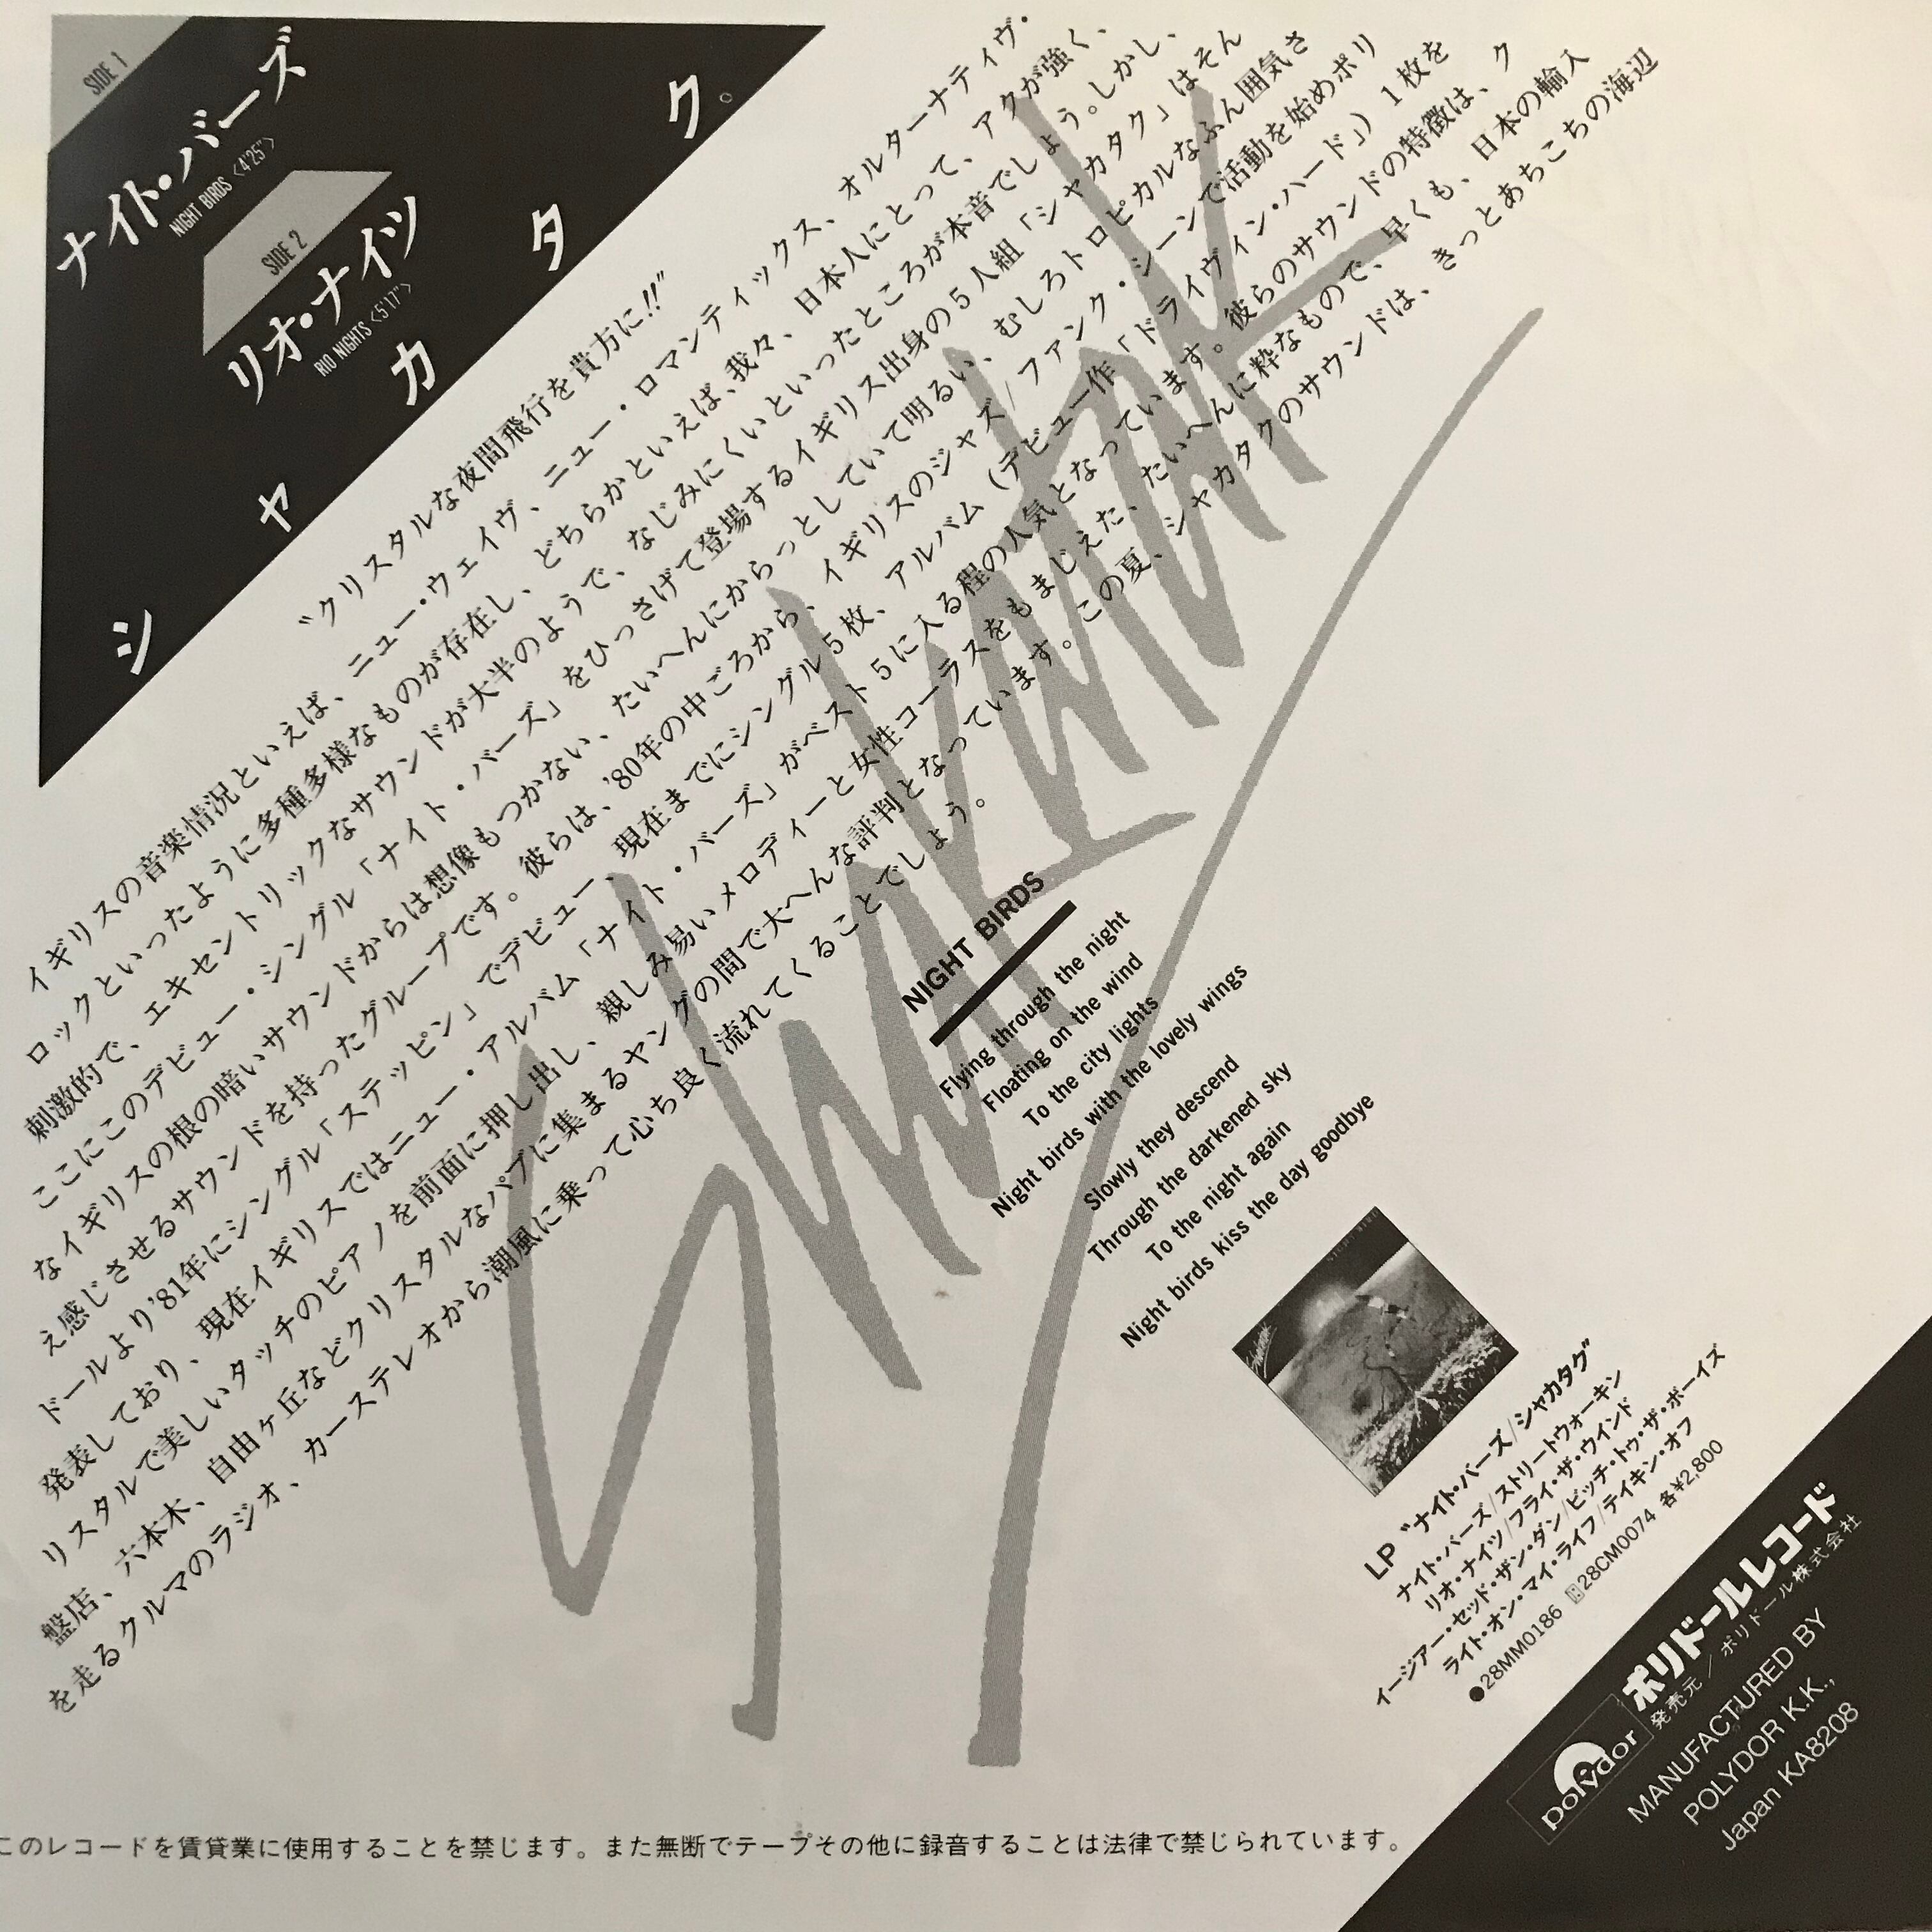 SIDE 1
ナイト・バーズ
NIGHT BIRDS <4'25">
SIDE 2
リオ・ナイツ
RIO NIGHTS <5'17">
シャカタク。
“クリスタルな夜間飛行を貴方に!!”
イギリスの音楽情況といえば、ニュー・ウェイヴ、ニュー・ロマンティックス、オルターナティヴ・
ロックといったように多種多様なものが存在し、どちらかといえば、我々、日本人にとって、アクが強く、
刺激的で、エキセントリックなサウンドが大半のようで、なじみにくいといったところが本音でしょう。しかし、
ここにこのデビュー・シングル「ナイト・バーズ」をひっさげて登場するイギリス出身の5人組「シャカタク」はそん
なイギリスの根の暗いサウンドからは想像もつかない、たいへんにからっとしていて明るい、むしろトロピカルなふん囲気さ
え感じさせるサウンドを持ったグループです。彼らは、'80年の中ごろから、イギリスのジャズ/ファンク・シーンで活動を始めポリ
ドールより'81年にシングル「ステッピン」でデビュー、現在までにシングル5枚、アルバム（デビュー作「ドライヴィン・ハード」）1枚を
発表しており、現在イギリスではニュー・アルバム「ナイト・バーズ」がベスト5に入る程の人気となっています。彼らのサウンドの特徴は、ク
リスタルで美しいタッチのピアノを前面に押し出し、親しみ易いメロディーと女性コーラスをもまじえた、たいへんに粋なもので、早くも、日本の輸入
盤店、六本木、自由ヶ丘などクリスタルなパブに集まるヤングの間で大へんな評判となっています。この夏、シャカタクのサウンドは、きっとあちこちの海辺
を走るクルマのラジオ、カーステレオから潮風に乗って心ち良く流れてくることでしょう。
SHAKATAK
NIGHT BIRDS
Flying through the night
Floating on the wind
To the city lights
Night birds with the lovely wings
Slowly they descend
Through the darkened sky
To the night again
Night birds kiss the day goodbye
LP “ナイト・バーズ/シャカタク”
ナイト・バーズ/ストリートウォーキン
リオ・ナイツ/フライ・ザ・ウインド
イージアー・セッド・ザン・ダン/ビッチ・トゥ・ザ・ボーイズ
ライト・オン・マイ・ライフ/テイキン・オフ
●28MM0186 28CM0074 各¥2,800
polydor
ポリドールレコード
発売元/ポリドール株式会社
MANUFACTURED BY
POLYDOR K.K.,
Japan KA8208
このレコードを賃貸業に使用することを禁じます。また無断でテープその他に録音することは法律で禁じられています。